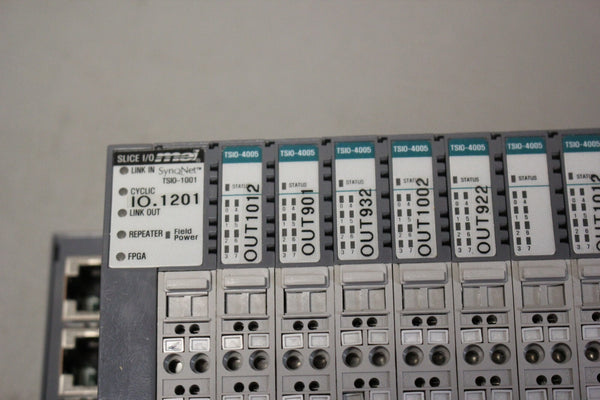 SLICE I/O mei
LINK IN SynqNet™
TSIO-1001
CYCLIC
IO.1201
LINK OUT
REPEATER Field Power
FPGA
TSIO-4005
STATUS
OUT1012
TSIO-4005
STATUS
OUT901
TSIO-4005
STATUS
OUT932
TSIO-4005
STATUS
OUT1002
TSIO-4005
STATUS
OUT922
TSIO-4005
STATUS
TSIO-4005
STATUS